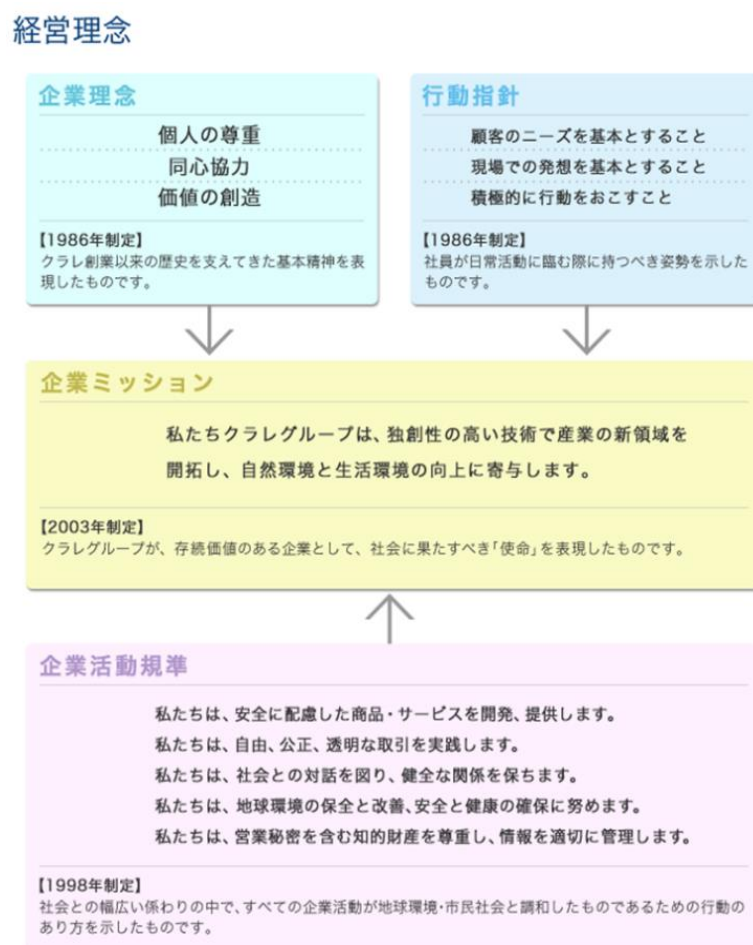 経営理念
企業理念
個人の尊重
同心協力
価値の創造
【1986年制定】
クラレ創業以来の歴史を支えてきた基本精神を表
現したものです。
行動指針
顧客のニーズを基本とすること
現場での発想を基本とすること
積極的に行動をおこすこと
【1986年制定】
社員が日常活動に臨む際に持つべき姿勢を示した
ものです。
企業ミッション
私たちクラレグループは、独創性の高い技術で産業の新領域を
開拓し、自然環境と生活環境の向上に寄与します。
【2003年制定】
クラレグループが、存続価値のある企業として、社会に果たすべき「使命」を表現したものです。
企業活動規準
私たちは、安全に配慮した商品・サービスを開発、提供します。
私たちは、自由、公正、透明な取引を実践します。
私たちは、社会との対話を図り、健全な関係を保ちます。
私たちは、地球環境の保全と改善、安全と健康の確保に努めます。
私たちは、営業秘密を含む知的財産を尊重し、情報を適切に管理します。
【1998年制定】
社会との幅広い係わりの中で、すべての企業活動が地球環境・市民社会と調和したものであるための行動の
あり方を示したものです。